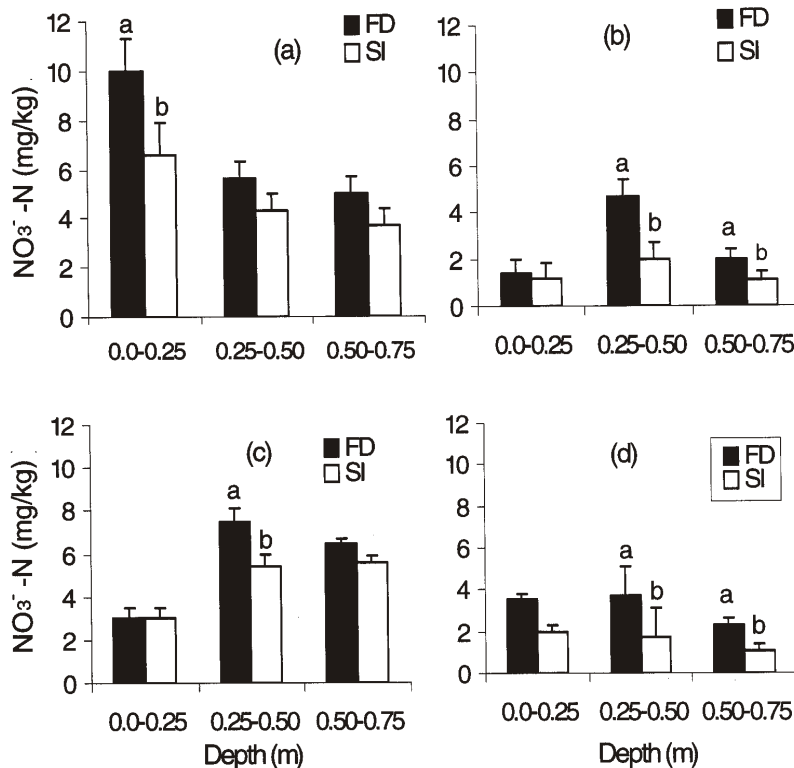 12
10
8
6
4
2
0
NO₃⁻ -N (mg/kg)
a
b
(a)
FD
SI
0.0-0.25
0.25-0.50
0.50-0.75
12
10
8
6
4
2
0
(b)
FD
SI
a
b
a
b
0.0-0.25
0.25-0.50
0.50-0.75
12
10
8
6
4
2
0
NO₃⁻ -N (mg/kg)
(c)
FD
SI
a
b
0.0-0.25
0.25-0.50
0.50-0.75
Depth (m)
12
10
8
6
4
2
0
(d)
FD
SI
a
b
a
b
0.0-0.25
0.25-0.50
0.50-0.75
Depth (m)